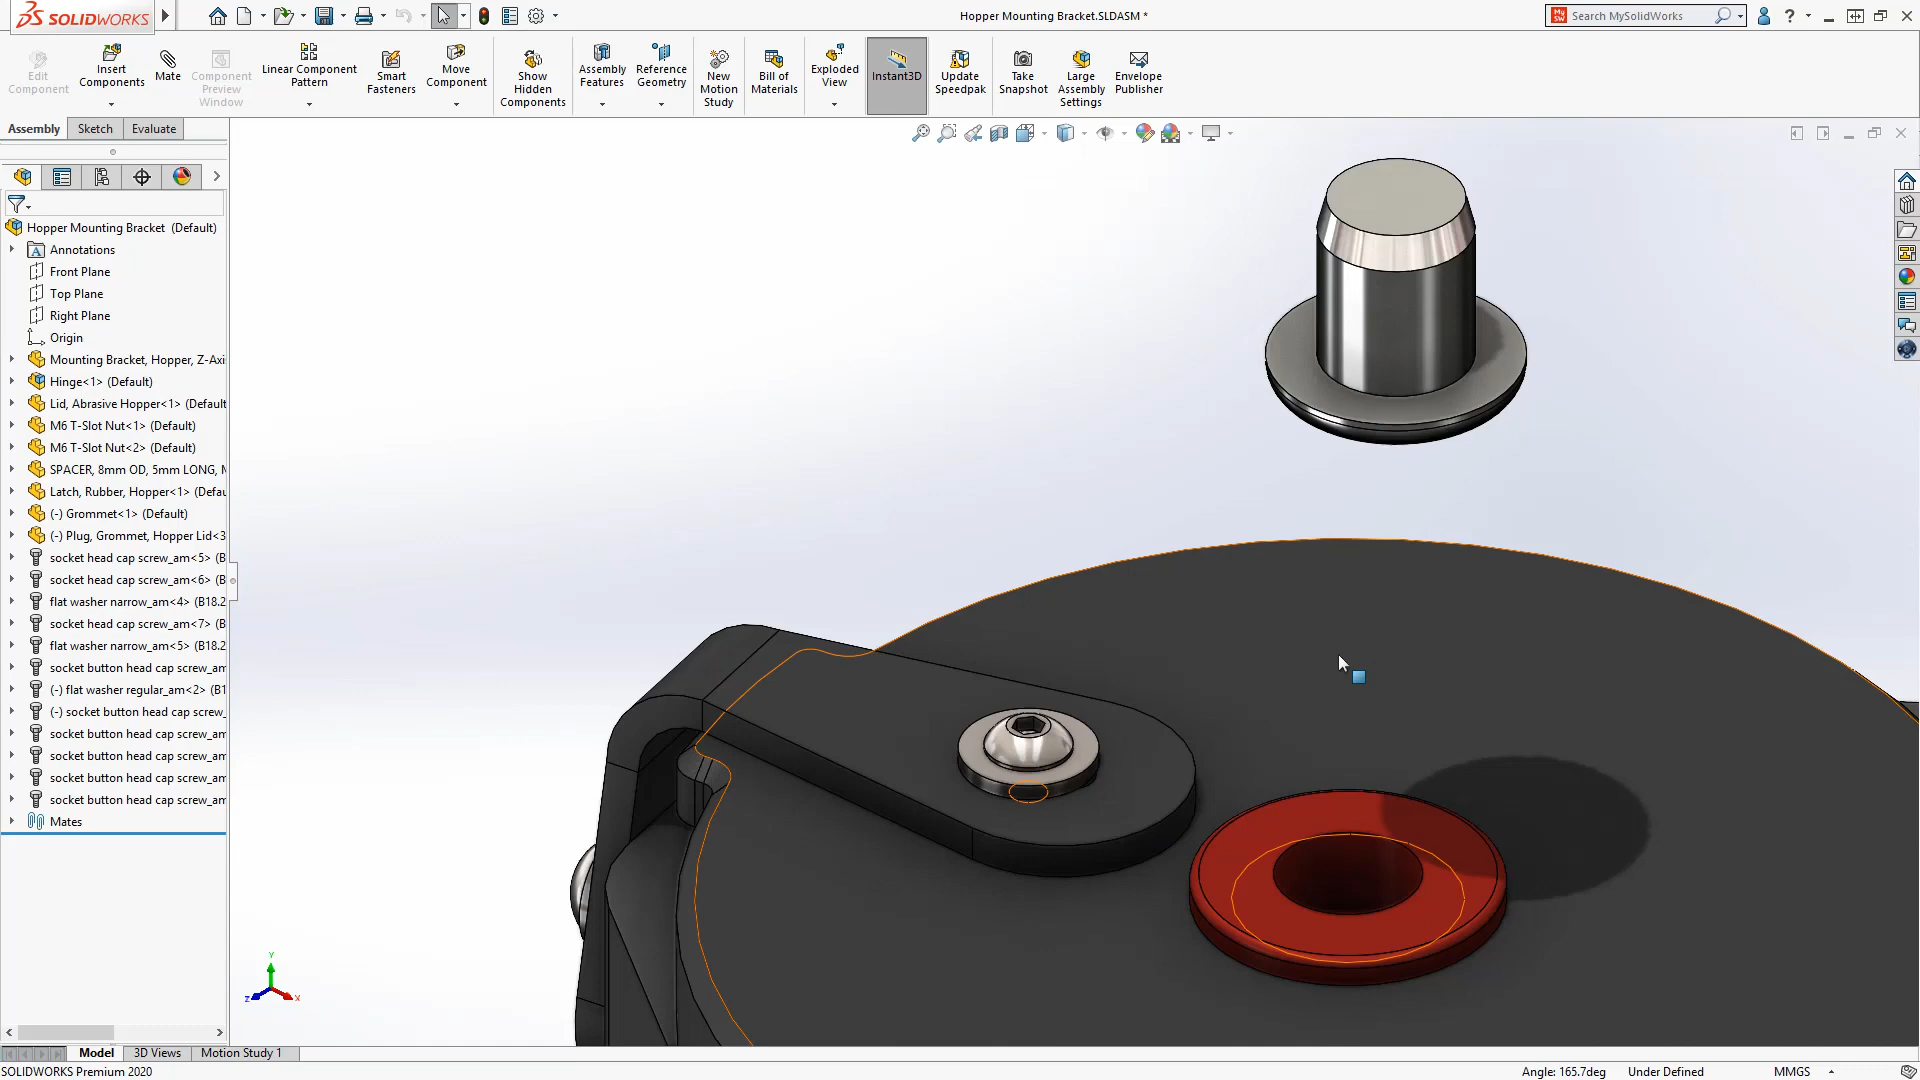 SOLIDWORKS
Hopper Mounting Bracket.SLDASM *
Search MySolidWorks
Edit
Component
Insert
Components
Mate
Component
Preview
Window
Linear Component
Pattern
Smart
Fasteners
Move
Component
Show
Hidden
Components
Assembly
Features
Reference
Geometry
New
Motion
Study
Bill of
Materials
Exploded
View
Instant3D
Update
Speedpak
Take
Snapshot
Large
Assembly
Settings
Envelope
Publisher
Assembly
Sketch
Evaluate
Hopper Mounting Bracket (Default)
Annotations
Front Plane
Top Plane
Right Plane
Origin
Mounting Bracket, Hopper, Z-Axi
Hinge<1> (Default)
Lid, Abrasive Hopper<1> (Default
M6 T-Slot Nut<1> (Default)
M6 T-Slot Nut<2> (Default)
SPACER, 8mm OD, 5mm LONG, M
Latch, Rubber, Hopper<1> (Defau
(-) Grommet<1> (Default)
(-) Plug, Grommet, Hopper Lid<3
socket head cap screw_am<5> (B
socket head cap screw_am<6> (B
flat washer narrow_am<4> (B18.2
socket head cap screw_am<7> (B
flat washer narrow_am<5> (B18.2
socket button head cap screw_am
(-) flat washer regular_am<2> (B1
(-) socket button head cap screw_
socket button head cap screw_am
socket button head cap screw_am
socket button head cap screw_am
socket button head cap screw_am
Mates
Y
Z
X
Model
3D Views
Motion Study 1
SOLIDWORKS Premium 2020
Angle: 165.7deg
Under Defined
MMGS